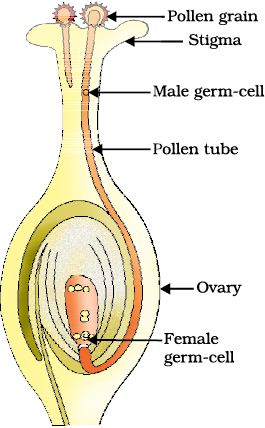 Pollen grain
Stigma
Male germ-cell
Pollen tube
Ovary
Female
germ-cell